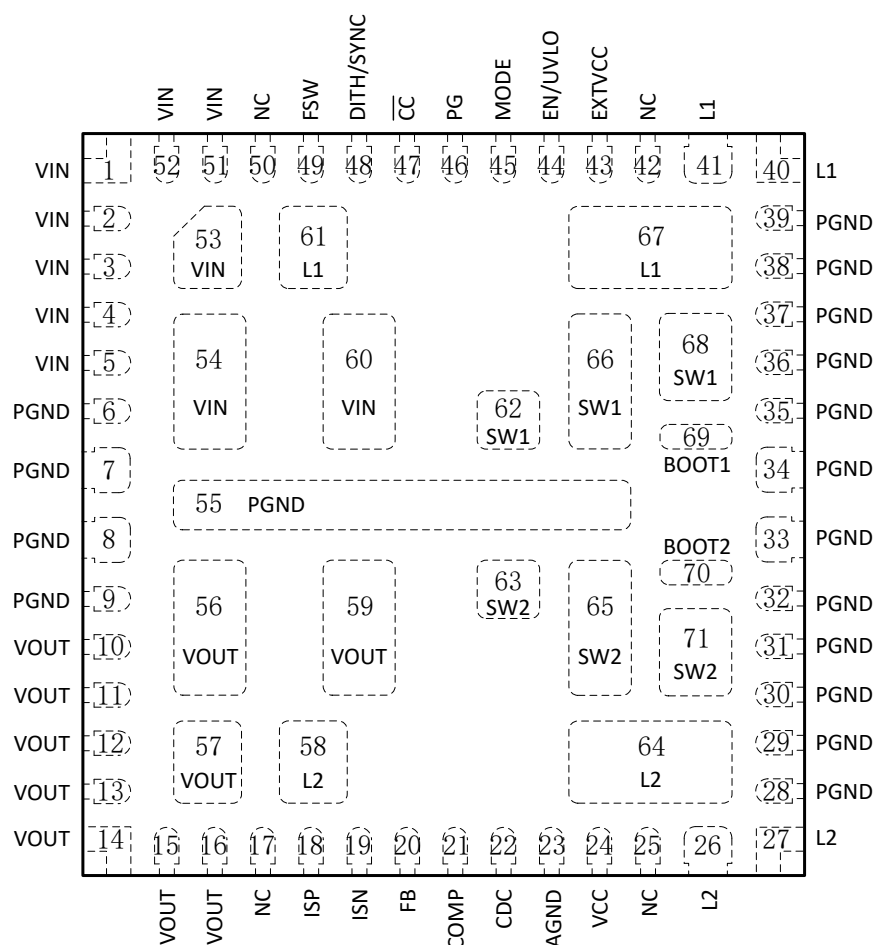 VIN VIN NC FSW DITH/SYNC CC PG MODE EN/UVLO EXTVCC NC L1
VIN 1 52 51 50 49 48 47 46 45 44 43 42 41 40 L1
VIN 2 39 PGND
53 61 67
VIN L1 L1
VIN 3 38 PGND
VIN 4 37 PGND
54 60 66 68
VIN 5 36 PGND
SW1
PGND 6 VIN VIN 62 SW1 35 PGND
SW1 69
PGND 7 BOOT1 34 PGND
55 PGND
PGND 8 BOOT2 33 PGND
63 70
PGND 9 56 59 SW2 65 32 PGND
VOUT 10 VOUT VOUT SW2 71 31 PGND
SW2
VOUT 11 30 PGND
VOUT 12 57 58 64 29 PGND
VOUT L2 L2
VOUT 13 28 PGND
VOUT 14 15 16 17 18 19 20 21 22 23 24 25 26 27 L2
VOUT VOUT NC ISP ISN FB COMP CDC AGND VCC NC L2